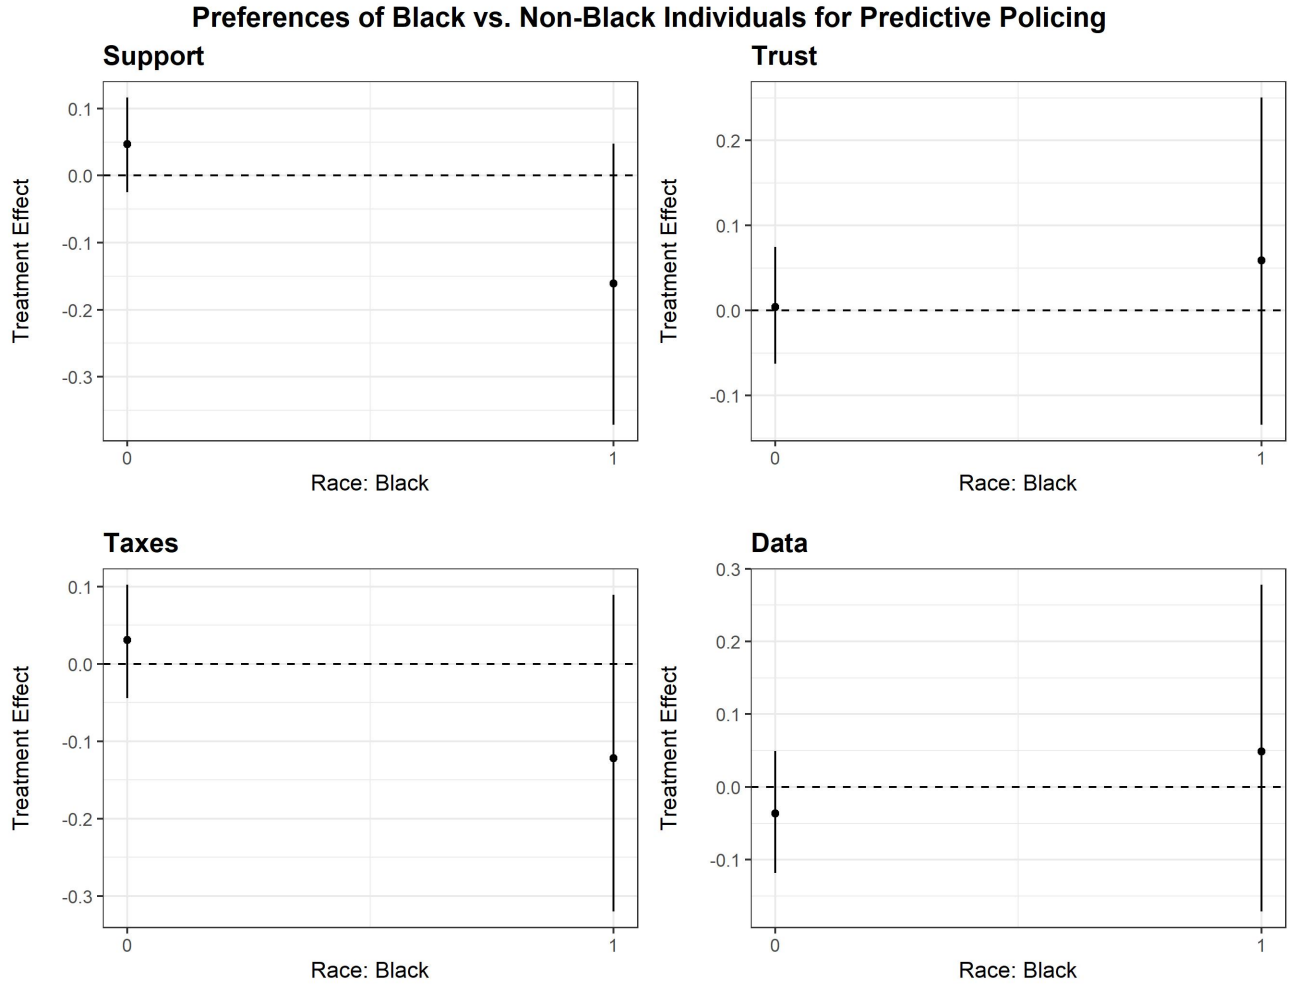 Preferences of Black vs. Non-Black Individuals for Predictive Policing
Support
Treatment Effect
0.1
0.0
-0.1
-0.2
-0.3
0 1
Race: Black
Trust
Treatment Effect
0.2
0.1
0.0
-0.1
0 1
Race: Black
Taxes
Treatment Effect
0.1
0.0
-0.1
-0.2
-0.3
0 1
Race: Black
Data
Treatment Effect
0.3
0.2
0.1
0.0
-0.1
0 1
Race: Black